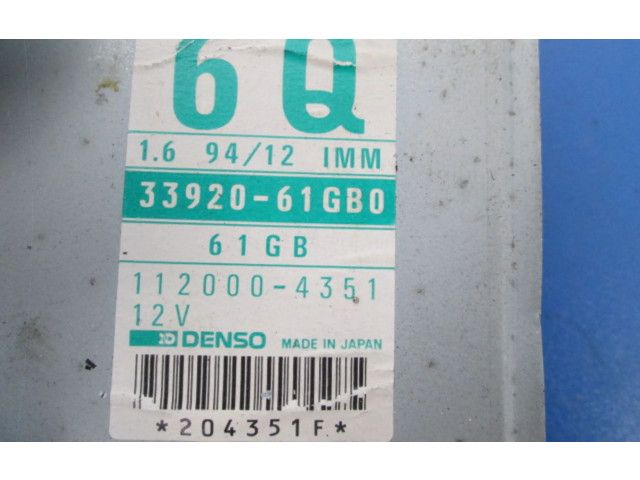 6Q
1.6 94/12 IMM
33920-61GB0
61GB
112000-4351
12V
DENSO MADE IN JAPAN
*204351F*